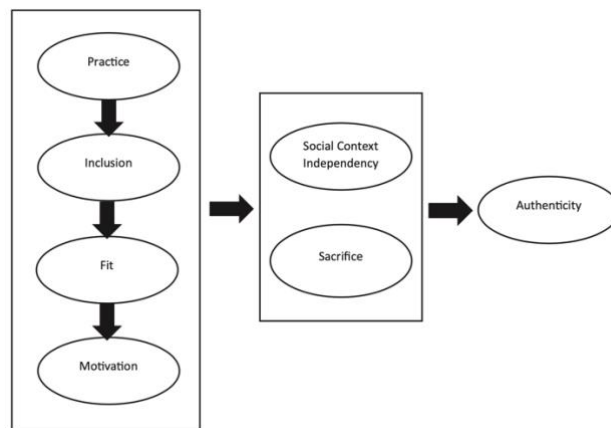 Practice
Inclusion
Fit
Motivation
Social Context
Independency
Sacrifice
Authenticity